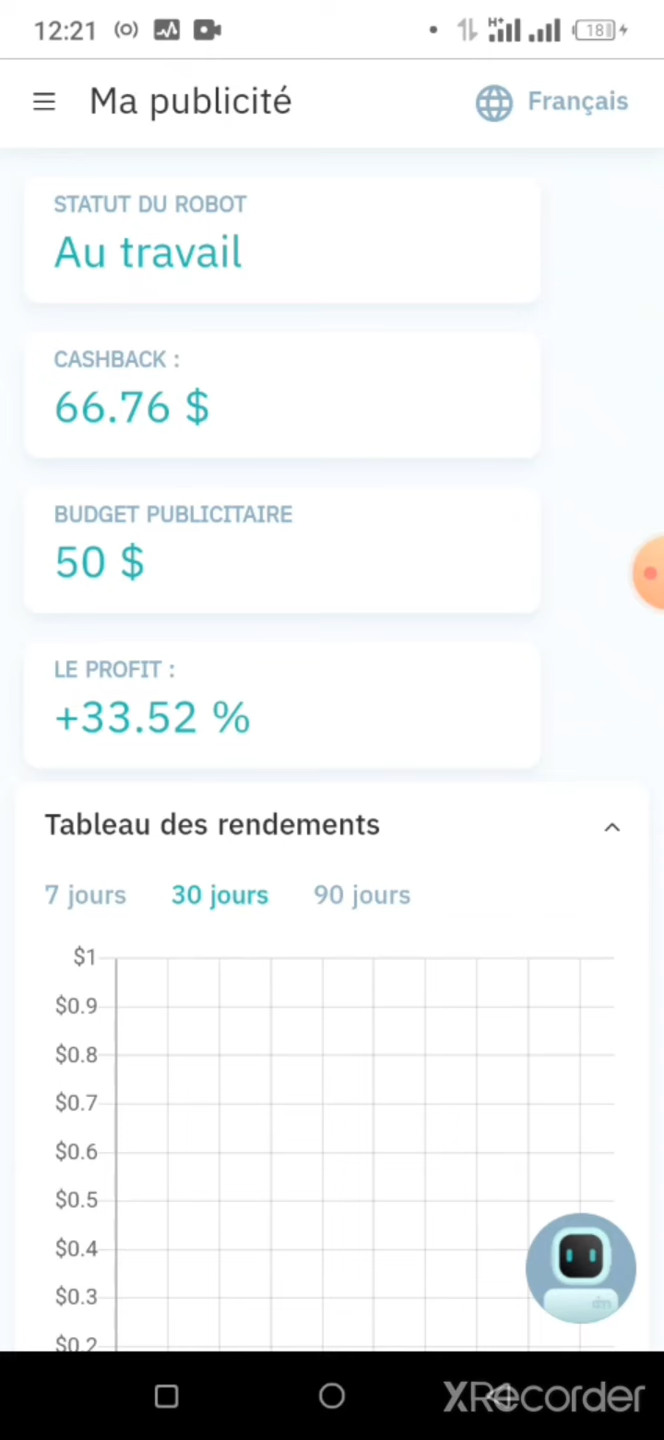 12:21
H+
18
Ma publicité
Français
STATUT DU ROBOT
Au travail
CASHBACK :
66.76 $
BUDGET PUBLICITAIRE
50 $
LE PROFIT :
+33.52 %
Tableau des rendements
7 jours 30 jours 90 jours
$1
$0.9
$0.8
$0.7
$0.6
$0.5
$0.4
$0.3
$0.2
dm
XRecorder